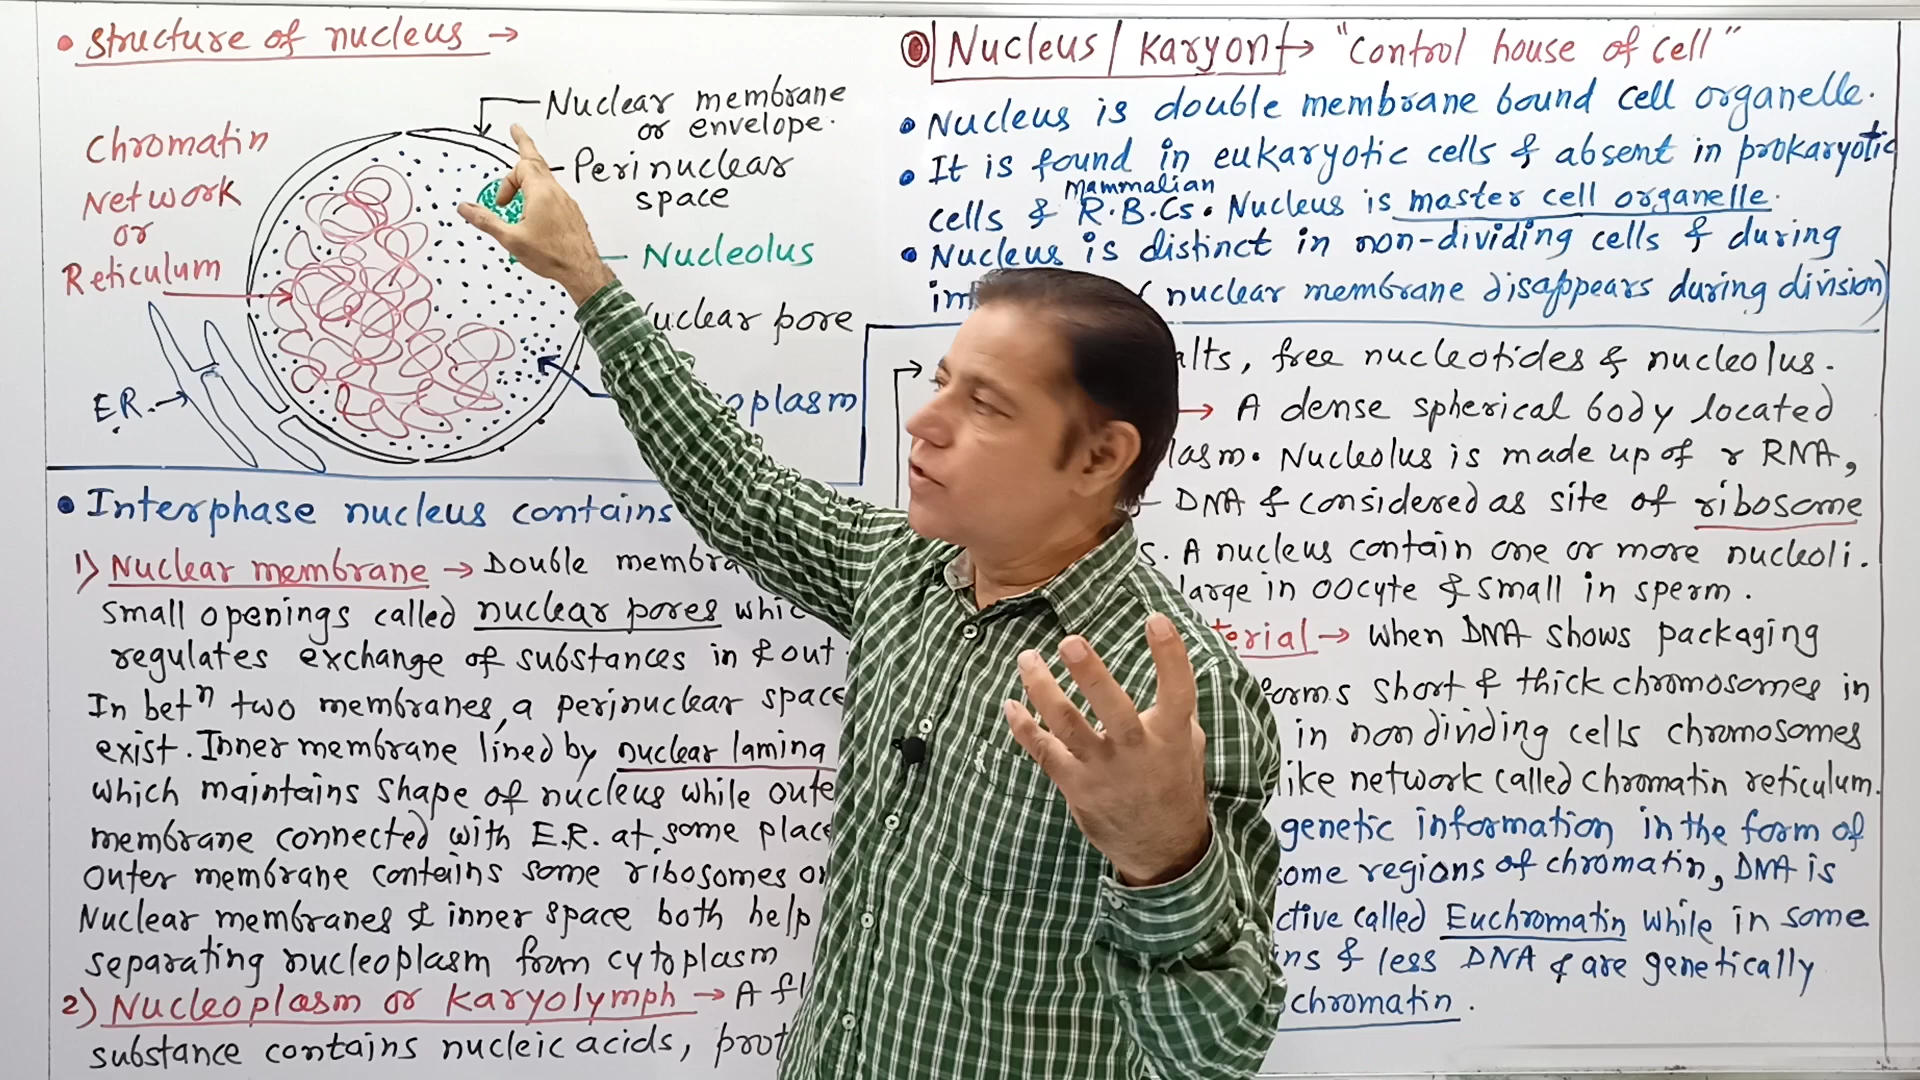 • Structure of nucleus →
Nuclear membrane
or envelope.
Perinuclear
space
Nucleolus
uclear pore
oplasm
Chromatin
Network
or
Reticulum
E.R.
• Interphase nucleus contains
1) Nuclear membrane → Double membra
Small openings called nuclear pores whic
regulates exchange of substances in & out
In betⁿ two membranes, a perinuclear space
exist. Inner membrane lined by nuclear lamina
which maintains shape of nucleus while oute
membrane connected with E.R. at some place
outer membrane contains some ribosomes o
Nuclear membranes & inner space both help
separating nucleoplasm from cytoplasm
2) Nucleoplasm or Karyolymph → A fl
substance contains nucleic acids, prot
Nucleus / Karyon → "Control house of cell"
• Nucleus is double membrane bound cell organelle.
• It is found in eukaryotic cells & absent in prokaryotic
Mammalian
cells & R.B.Cs. Nucleus is master cell organelle.
• Nucleus is distinct in non-dividing cells & during
nuclear membrane disappears during division)
alts, free nucleotides & nucleolus.
→ A dense spherical body located
lasm. Nucleolus is made up of r RNA,
DNA & considered as site of ribosome
s. A nucleus contain one or more nucleoli.
arge in oocyte & small in sperm.
terial → When DNA shows packaging
forms short & thick chromosomes in
in non dividing cells chromosomes
like network called chromatin reticulum.
genetic information in the form of
some regions of chromatin, DNA is
ctive called Euchromatin while in some
ins & less DNA & are genetically
chromatin.